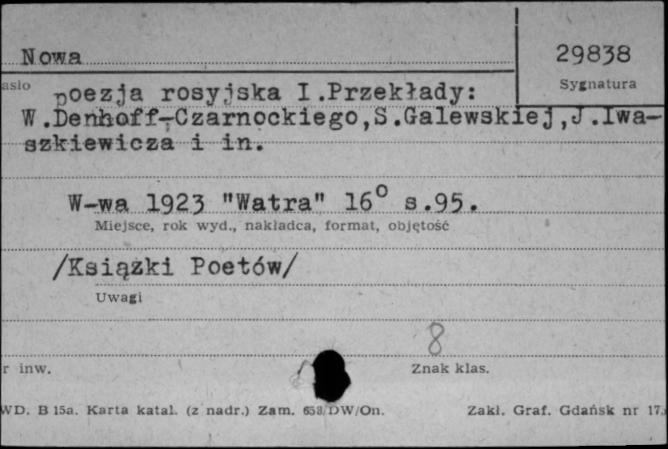 Nowa
29838
Sygnatura
asło
poezja rosyjska I.Przekłady:
W.Denhoff-Czarnockiego,S.Galewskiej,J.Iwa-
szkiewicza i in.
W-wa 1923 "Watra" 16° s.95.
Miejsce, rok wyd., nakładca, format, objętość
/Książki Poetów/
Uwagi
8
r inw.
Znak klas.
WD. B 15a. Karta katal. (z nadr.) Zam. 653/DW/On.
Zakł. Graf. Gdańsk nr 17